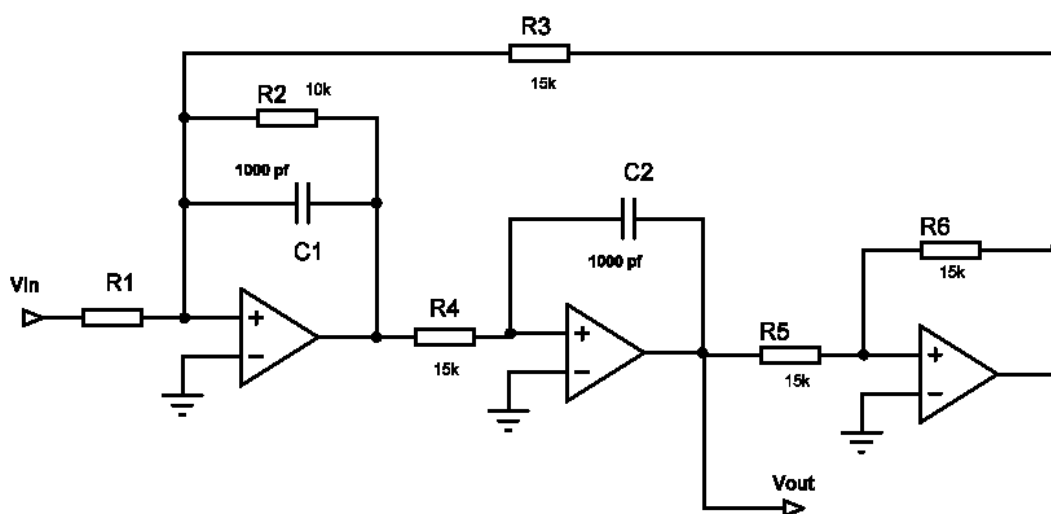 R3
15k
R2 10k
1000 pf
C1
C2
1000 pf
R6
15k
Vin
R1
+
−
R4
15k
+
−
R5
15k
+
−
Vout